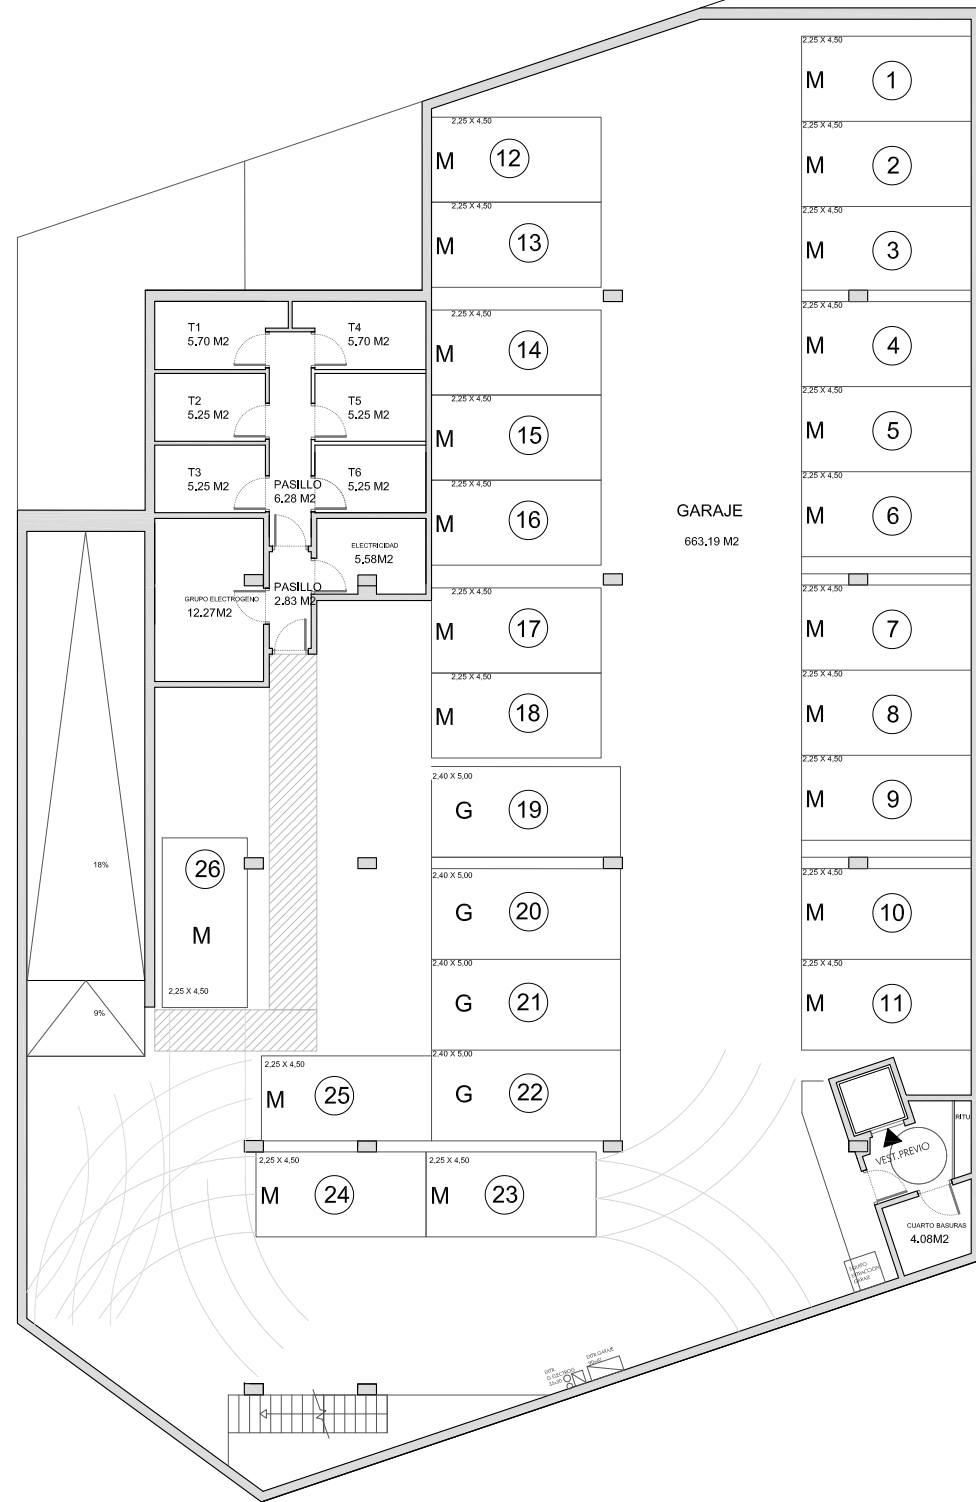 2,25 X 4,50
M 1
2,25 X 4,50
M 2
2,25 X 4,50
M 3
2,25 X 4,50
M 4
2,25 X 4,50
M 5
2,25 X 4,50
M 6
2,25 X 4,50
M 7
2,25 X 4,50
M 8
2,25 X 4,50
M 9
2,25 X 4,50
M 10
2,25 X 4,50
M 11
2,25 X 4,50
M 12
2,25 X 4,50
M 13
2,25 X 4,50
M 14
2,25 X 4,50
M 15
2,25 X 4,50
M 16
2,25 X 4,50
M 17
2,25 X 4,50
M 18
2,40 X 5,00
G 19
2,40 X 5,00
G 20
2,40 X 5,00
G 21
2,40 X 5,00
G 22
2,25 X 4,50
M 23
2,25 X 4,50
M 24
2,25 X 4,50
M 25
26
M
2,25 X 4,50
GARAJE
663.19 M2
T1
5.70 M2
T4
5.70 M2
T2
5.25 M2
T5
5.25 M2
T3
5.25 M2
T6
5.25 M2
PASILLO
6.28 M2
ELECTRICIDAD
5.58M2
PASILLO
2.83 M2
GRUPO ELECTROGENO
12.27M2
18%
9%
RITU
VEST. PREVIO
CUARTO BASURAS
4.08M2
EQUIPO
EXTRACCION
GARAJE